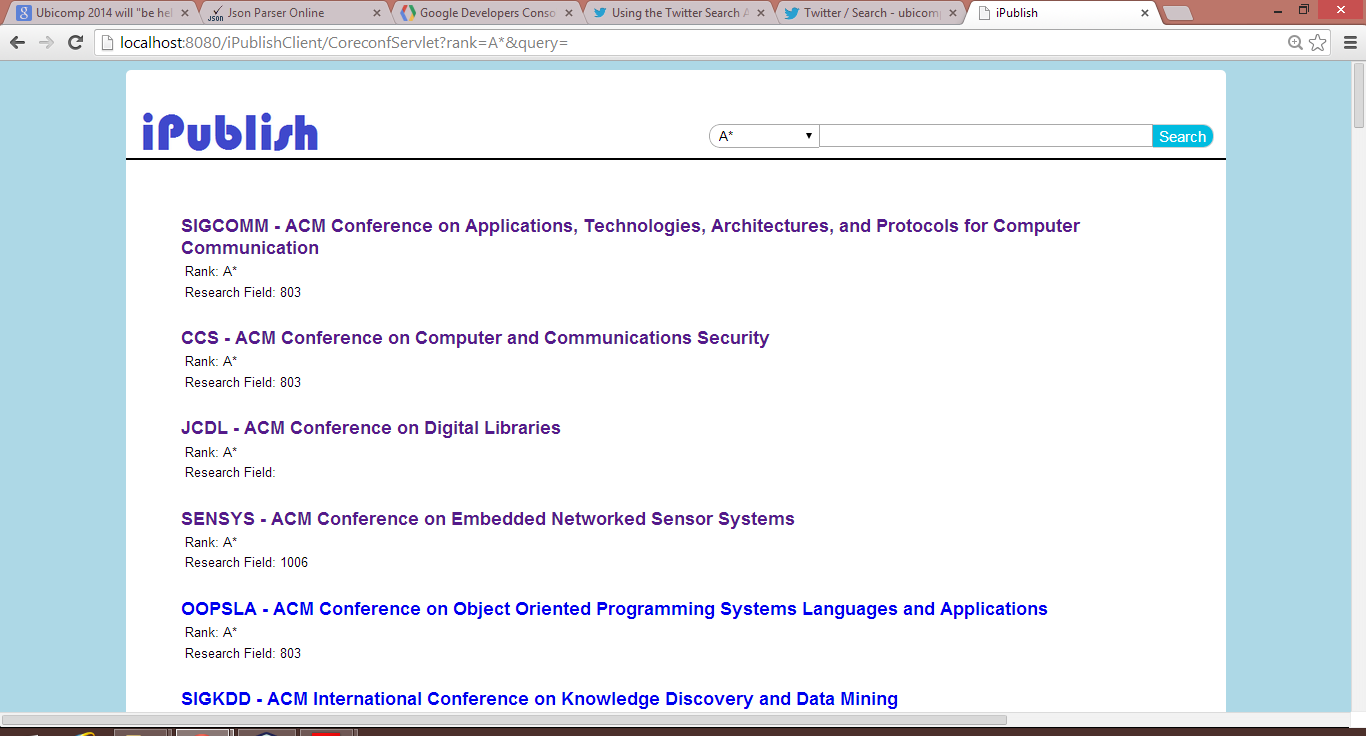 Ubicomp 2014 will "be hel
Json Parser Online
Google Developers Conso
Using the Twitter Search A
Twitter / Search - ubicomp
iPublish
localhost:8080/iPublishClient/CoreconfServlet?rank=A*&query=
iPublish
A*
Search
SIGCOMM - ACM Conference on Applications, Technologies, Architectures, and Protocols for Computer
Communication
Rank: A*
Research Field: 803
CCS - ACM Conference on Computer and Communications Security
Rank: A*
Research Field: 803
JCDL - ACM Conference on Digital Libraries
Rank: A*
Research Field:
SENSYS - ACM Conference on Embedded Networked Sensor Systems
Rank: A*
Research Field: 1006
OOPSLA - ACM Conference on Object Oriented Programming Systems Languages and Applications
Rank: A*
Research Field: 803
SIGKDD - ACM International Conference on Knowledge Discovery and Data Mining